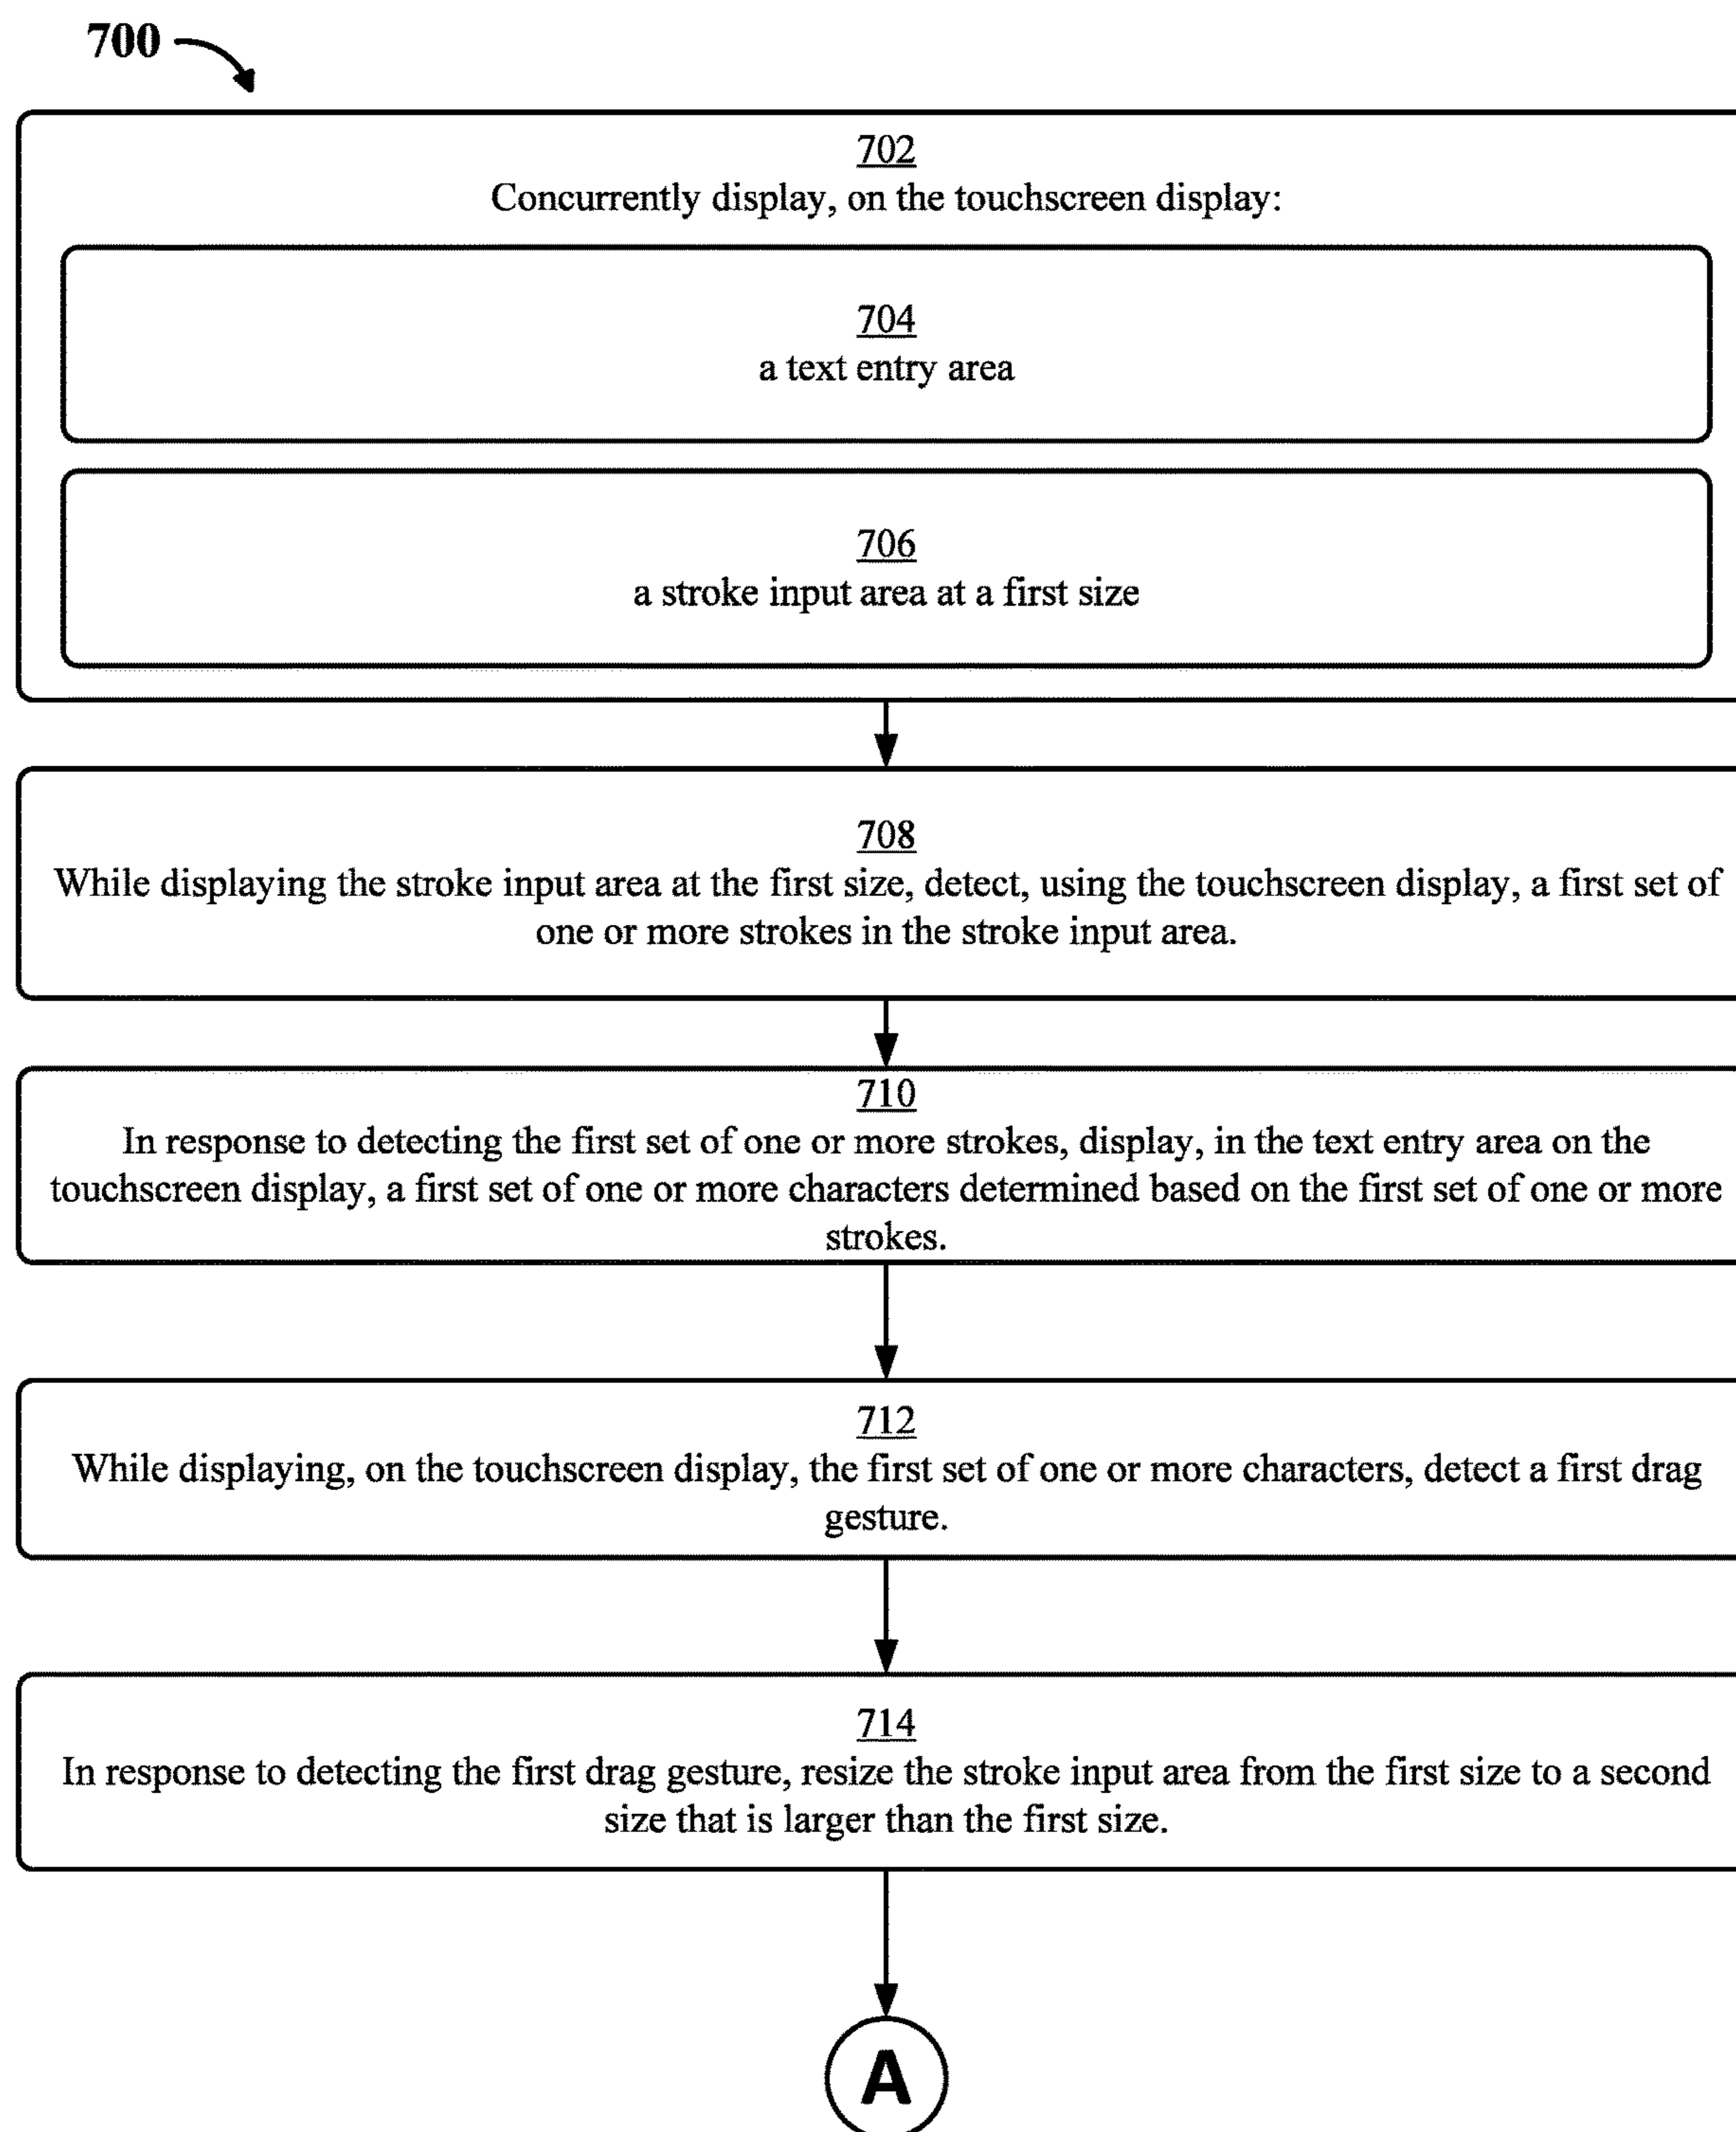 700
702
Concurrently display, on the touchscreen display:
704
a text entry area
706
a stroke input area at a first size
708
While displaying the stroke input area at the first size, detect, using the touchscreen display, a first set of
one or more strokes in the stroke input area.
710
In response to detecting the first set of one or more strokes, display, in the text entry area on the
touchscreen display, a first set of one or more characters determined based on the first set of one or more
strokes.
712
While displaying, on the touchscreen display, the first set of one or more characters, detect a first drag
gesture.
714
In response to detecting the first drag gesture, resize the stroke input area from the first size to a second
size that is larger than the first size.
A